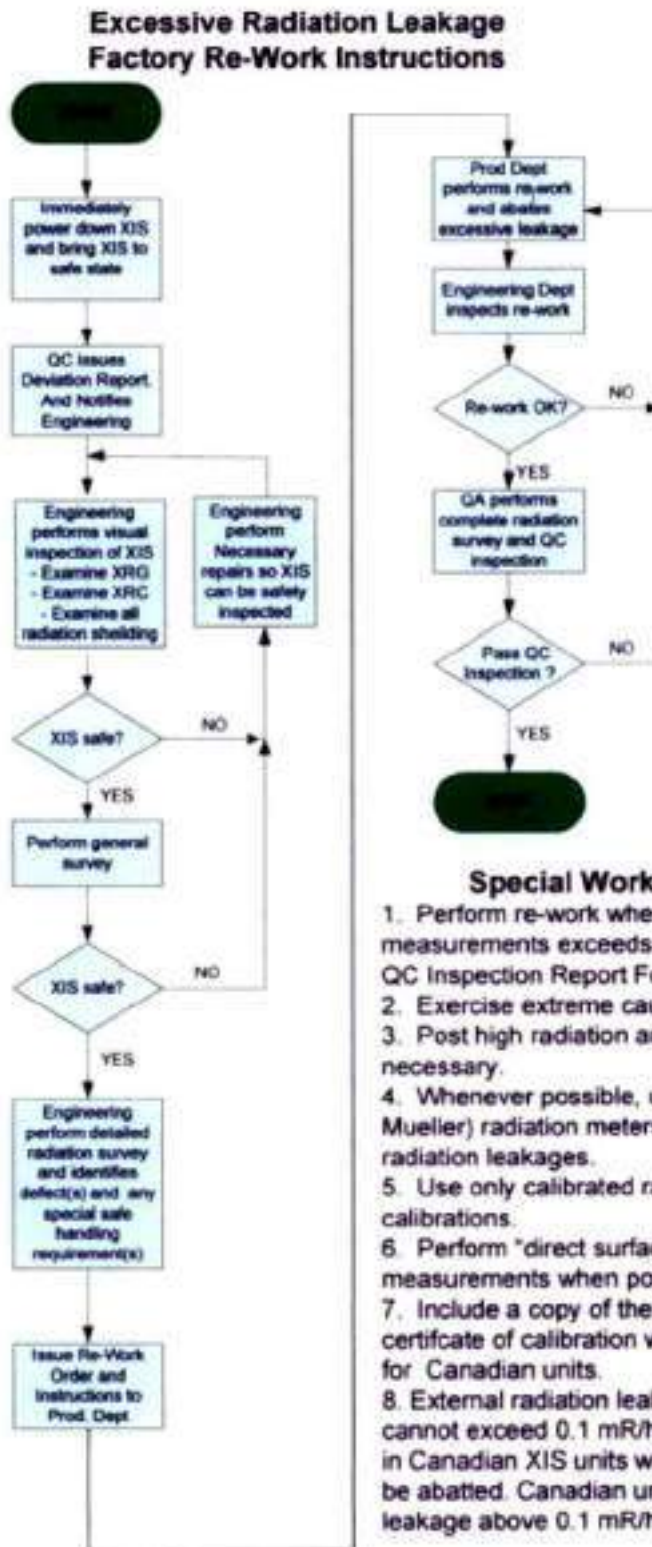 Excessive Radiation Leakage
Factory Re-Work Instructions
Immediately
power down XIS
and bring XIS to
safe state
QC Issues
Deviation Report.
And Notifies
Engineering
Engineering
performs visual
inspection of XIS
- Examine XRG
- Examine XRC
- Examine all
radiation sheilding
Engineering
perform
Necessary
repairs so XIS
can be safely
inspected
XIS safe?
NO
YES
Perform general
survey
XIS safe?
NO
YES
Engineering
perform detailed
radiation survey
and identifies
defect(s) and any
special safe
handling
requirement(s)
Issue Re-Work
Order and
Instructions to
Prod. Dept
Prod Dept
performs re-work
and abates
excessive leakage
Engineering Dept
inspects re-work
Re-work OK?
NO
YES
QA performs
complete radiation
survey and QC
inspection
Pass QC
Inspection ?
NO
YES
Special Work
1. Perform re-work whe
measurements exceeds
QC Inspection Report Fo
2. Exercise extreme cau
3. Post high radiation a
necessary.
4. Whenever possible, u
Mueller) radiation meters
radiation leakages.
5. Use only calibrated ra
calibrations.
6. Perform "direct surfac
measurements when po
7. Include a copy of the
certifcate of calibration w
for Canadian units.
8. External radiation leak
cannot exceed 0.1 mR/h
in Canadian XIS units w
be abatted. Canadian un
leakage above 0.1 mR/h